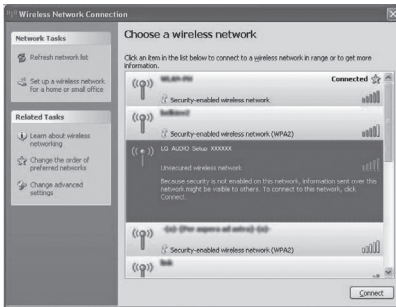 Wireless Network Connection
Network Tasks
Refresh network list
Set up a wireless network
for a home or small office
Related Tasks
Learn about wireless
networking
Change the order of
preferred networks
Change advanced
settings
Choose a wireless network
Click an item in the list below to connect to a wireless network in range or to get more
information.
Connected
Security-enabled wireless network
Security-enabled wireless network (WPA2)
LG AUDIO Setup XXXXXX
Unsecured wireless network
Because security is not enabled on this network, information sent over this
network might be visible to others. To connect to this network, click
Connect.
Security-enabled wireless network (WPA2)
Connect